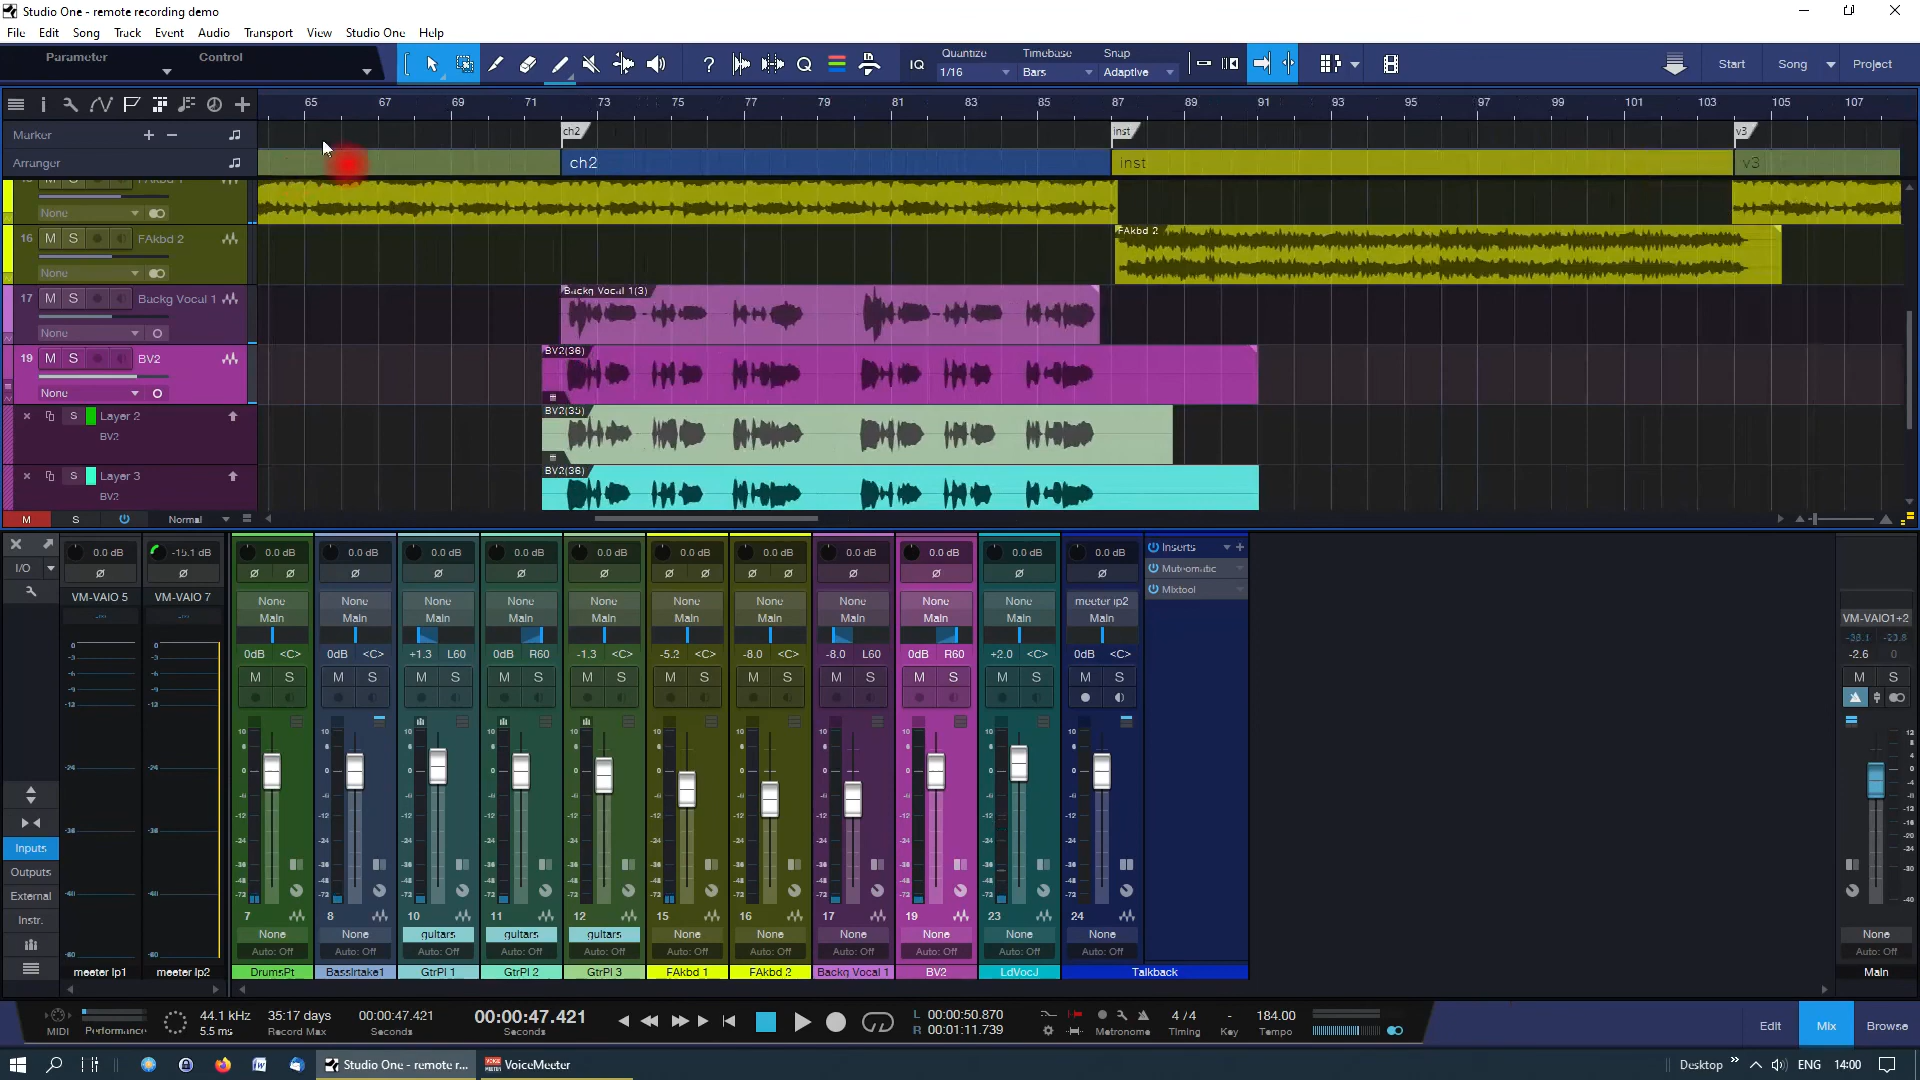 Studio One - remote recording demo
File Edit Song Track Event Audio Transport View Studio One Help
Parameter Control
IQ Quantize 1/16 Timebase Bars Snap Adaptive Start Song Project
65 67 69 71 73 75 77 79 81 83 85 87 89 91 93 95 97 99 101 103 105 107
Marker ch2 inst v3
Arranger ch2 inst v3
None
16 M S FAkbd 2 FAkbd 2
None
17 M S Backg Vocal 1 Backg Vocal 1(3)
None
19 M S BV2 BV2(36)
None
S Layer 2 BV2(35)
BV2
S Layer 3 BV2(36)
BV2
M S Normal
0.0 dB -15.1 dB 0.0 dB 0.0 dB 0.0 dB 0.0 dB 0.0 dB 0.0 dB 0.0 dB 0.0 dB 0.0 dB 0.0 dB 0.0 dB Inserts
I/O Mutomatic
Mixtool
VM-VAIO 5 VM-VAIO 7 None None None None None None None None None None meeter ip2
Main Main Main Main Main Main Main Main Main Main Main VM-VAIO1+2
0dB <C> 0dB <C> +1.3 L60 0dB R60 -1.3 <C> -5.2 <C> -8.0 <C> -8.0 L60 0dB R60 +2.0 <C> 0dB <C> -2.6 0
M S M S M S M S M S M S M S M S M S M S M S M S
Inputs
Outputs
External
Instr.
7 8 10 11 12 15 16 17 19 23 24
None None guitars guitars guitars None None None None None None None
Auto: Off Auto: Off Auto: Off Auto: Off Auto: Off Auto: Off Auto: Off Auto: Off Auto: Off Auto: Off Auto: Off Auto: Off
meeter ip1 meeter ip2 DrumsPt Bassirtake1 GtrPl 1 GtrPl 2 GtrPl 3 FAkbd 1 FAkbd 2 Backg Vocal 1 BV2 LdVocJ Talkback Main
44.1 kHz 35:17 days 00:00:47.421 00:00:47.421 L 00:00:50.870 4 / 4 - 184.00
MIDI Performance 5.5 ms Record Max Seconds Seconds R 00:01:11.739 Metronome Timing Key Tempo Edit Mix Browse
Studio One - remote r... VoiceMeeter Desktop ENG 14:00